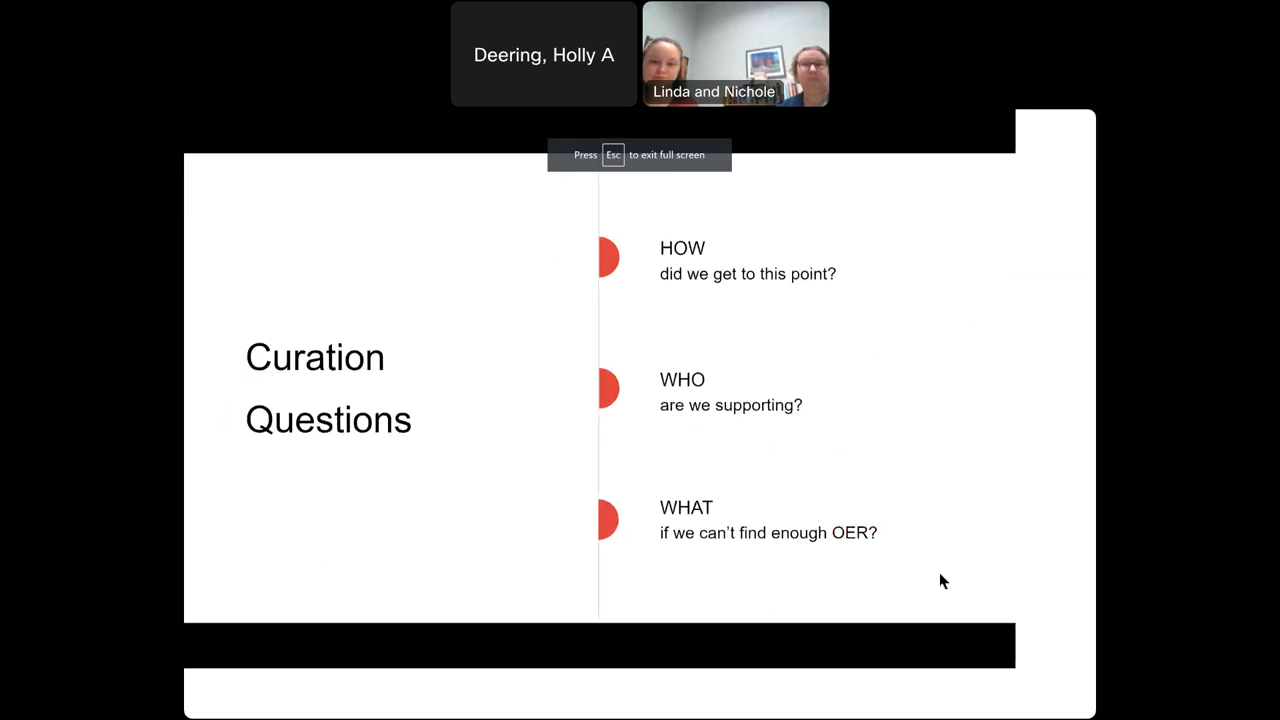 Deering, Holly A
Linda and Nichole
Press Esc to exit full screen
Curation
Questions
HOW
did we get to this point?
WHO
are we supporting?
WHAT
if we can't find enough OER?